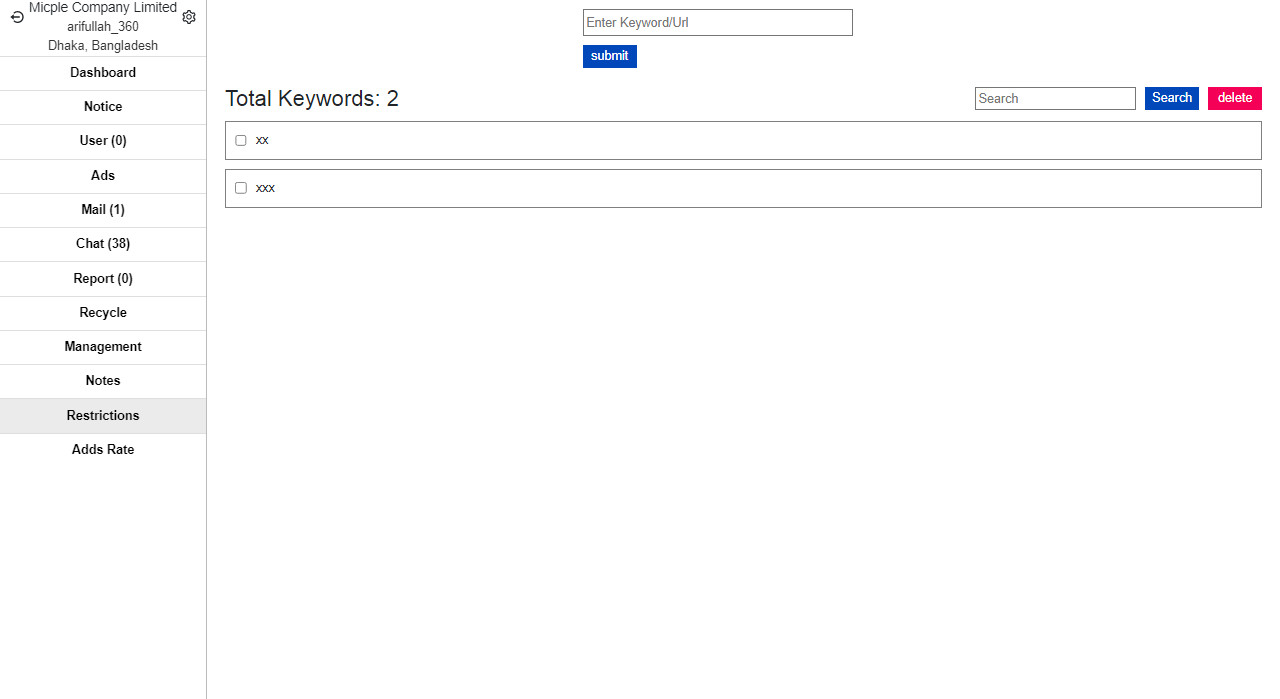 Micple Company Limited
arifullah_360
Dhaka, Bangladesh
Dashboard
Notice
User (0)
Ads
Mail (1)
Chat (38)
Report (0)
Recycle
Management
Notes
Restrictions
Adds Rate
Enter Keyword/Url
submit
Total Keywords: 2
Search
Search
delete
xx
xxx